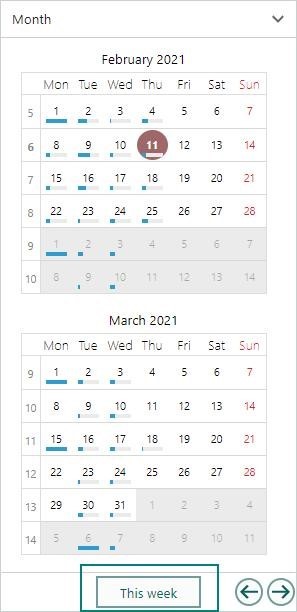 Month
February 2021
Mon Tue Wed Thu Fri Sat Sun
5 1 2 3 4 5 6 7
6 8 9 10 11 12 13 14
7 15 16 17 18 19 20 21
8 22 23 24 25 26 27 28
9 1 2 3 4 5 6 7
10 8 9 10 11 12 13 14
March 2021
Mon Tue Wed Thu Fri Sat Sun
9 1 2 3 4 5 6 7
10 8 9 10 11 12 13 14
11 15 16 17 18 19 20 21
12 22 23 24 25 26 27 28
13 29 30 31 1 2 3 4
14 5 6 7 8 9 10 11
This week